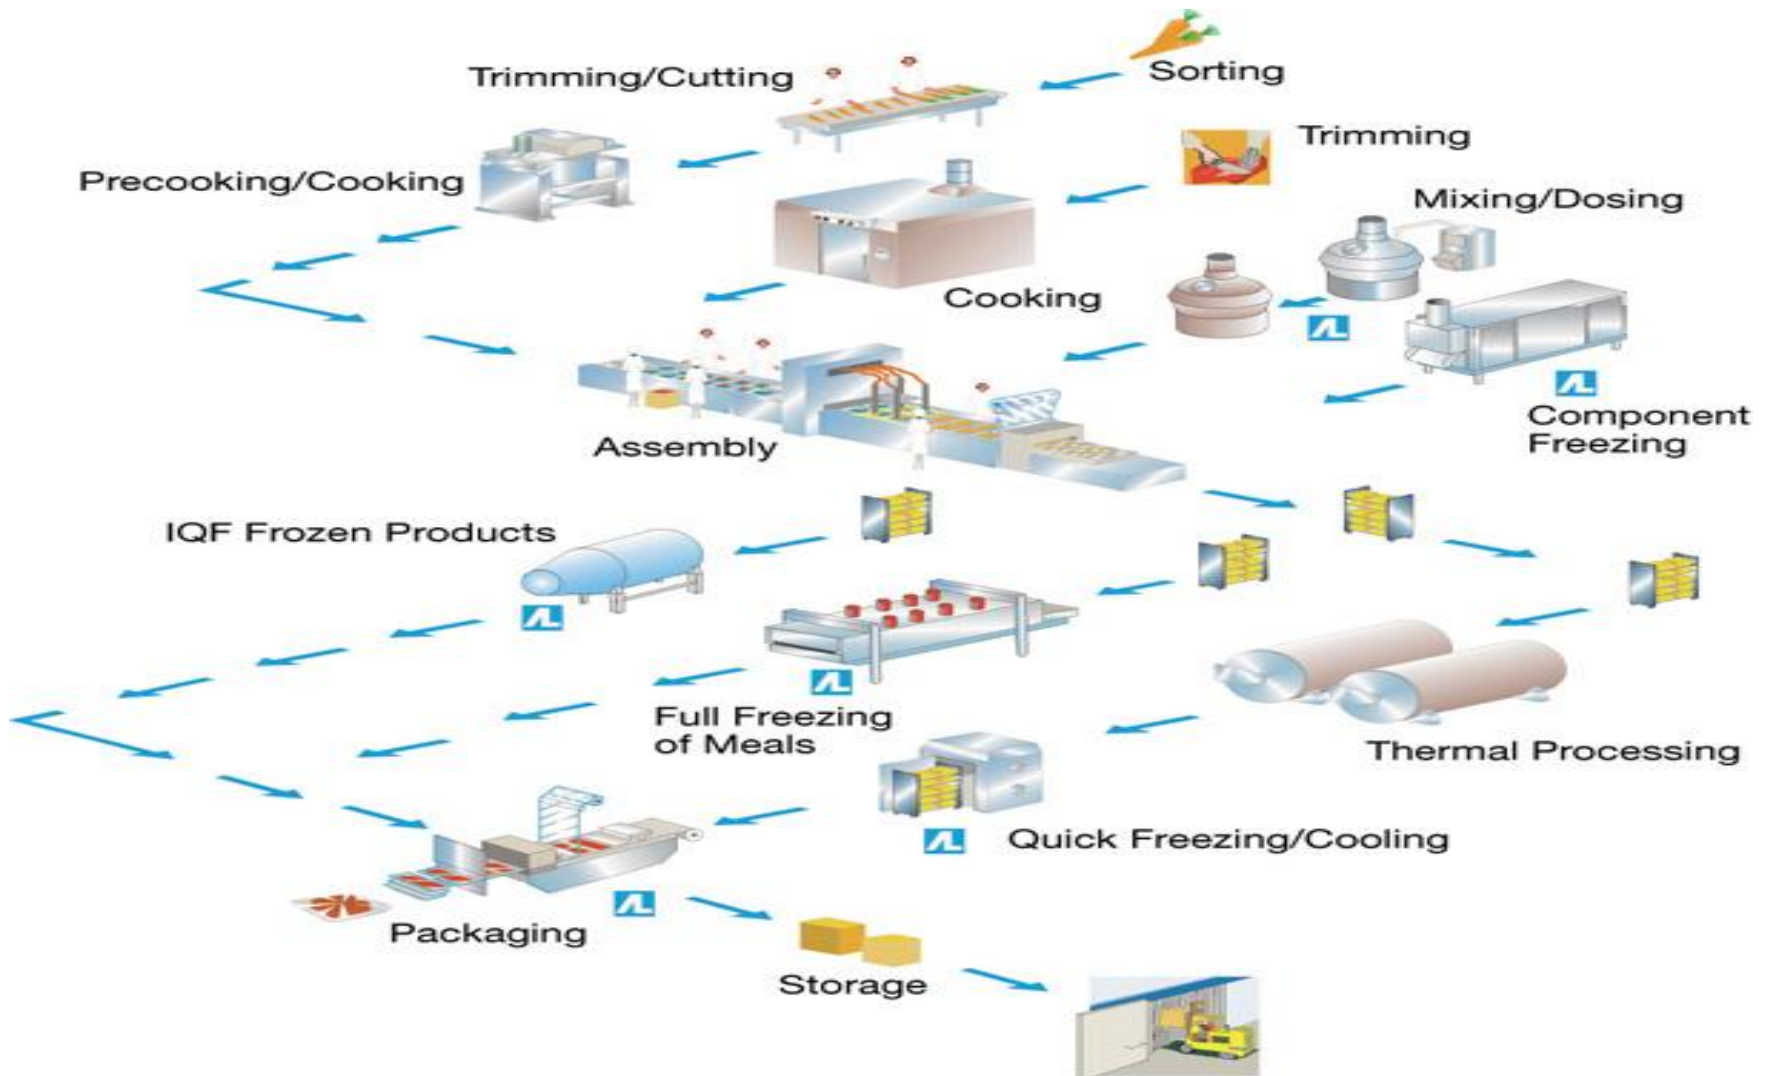 Sorting
Trimming/Cutting
Trimming
Precooking/Cooking
Mixing/Dosing
Cooking
Component
Freezing
Assembly
IQF Frozen Products
Full Freezing
of Meals
Thermal Processing
Quick Freezing/Cooling
Packaging
Storage